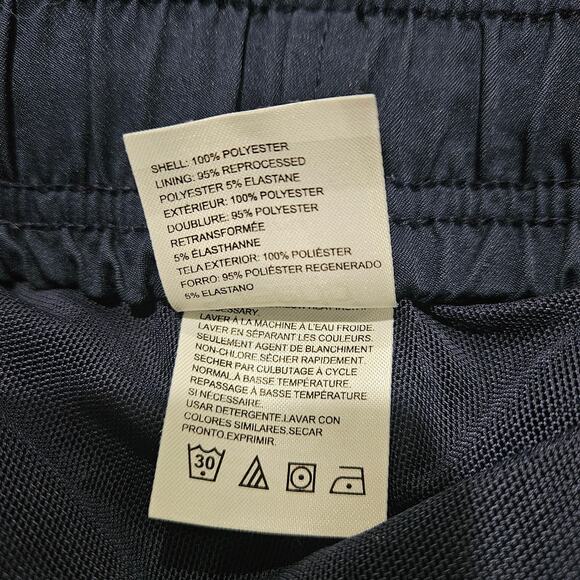 SHELL: 100% POLYESTER
LINING: 95% REPROCESSED
POLYESTER 5% ELASTANE
EXTÉRIEUR: 100% POLYESTER
DOUBLURE: 95% POLYESTER
RETRANSFORMÉE
5% ÉLASTHANNE
TELA EXTERIOR: 100% POLIÉSTER
FORRO: 95% POLIÉSTER REGENERADO
5% ELASTANO
LAVER À LA MACHINE À L'EAU FROIDE.
LAVER EN SÉPARANT LES COULEURS.
SEULEMENT AGENT DE BLANCHIMENT
NON-CHLORE.SÉCHER RAPIDEMENT.
SÉCHER PAR CULBUTAGE À CYCLE
NORMAL.À BASSE TEMPÉRATURE.
REPASSAGE À BASSE TEMPÉRATURE
SI NÉCESSAIRE.
USAR DETERGENTE.LAVAR CON
COLORES SIMILARES.SECAR
PRONTO.EXPRIMIR.
30